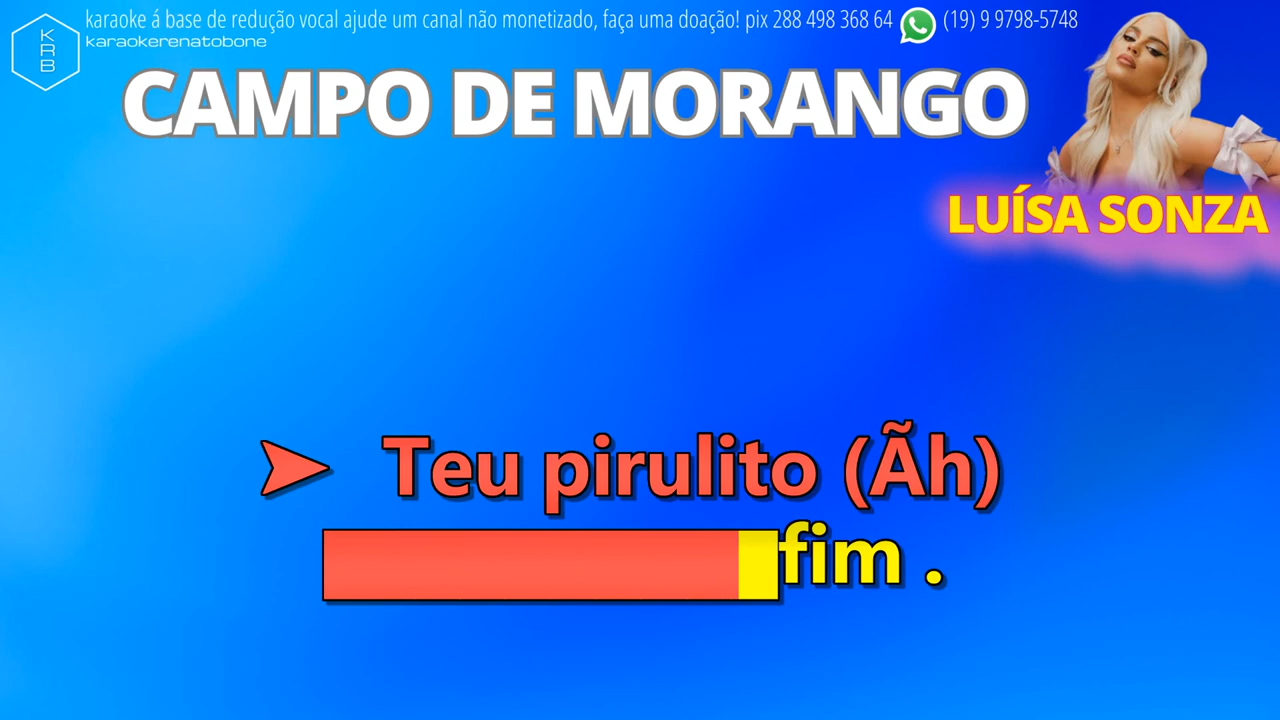 karaoke á base de redução vocal ajude um canal não monetizado, faça uma doação! pix 288 498 368 64 (19) 9 9798-5748
KRB
karaokerenatobone
CAMPO DE MORANGO
LUÍSA SONZA
Teu pirulito (Ãh)
fim .